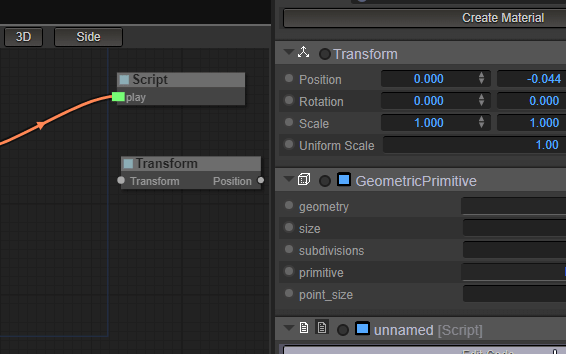 Create Material
3D Side
Transform
Script
Position 0.000 -0.044
play
Rotation 0.000 0.000
Scale 1.000 1.000
Uniform Scale 1.00
Transform
Transform Position
GeometricPrimitive
geometry
size
subdivisions
primitive
point_size
unnamed [Script]